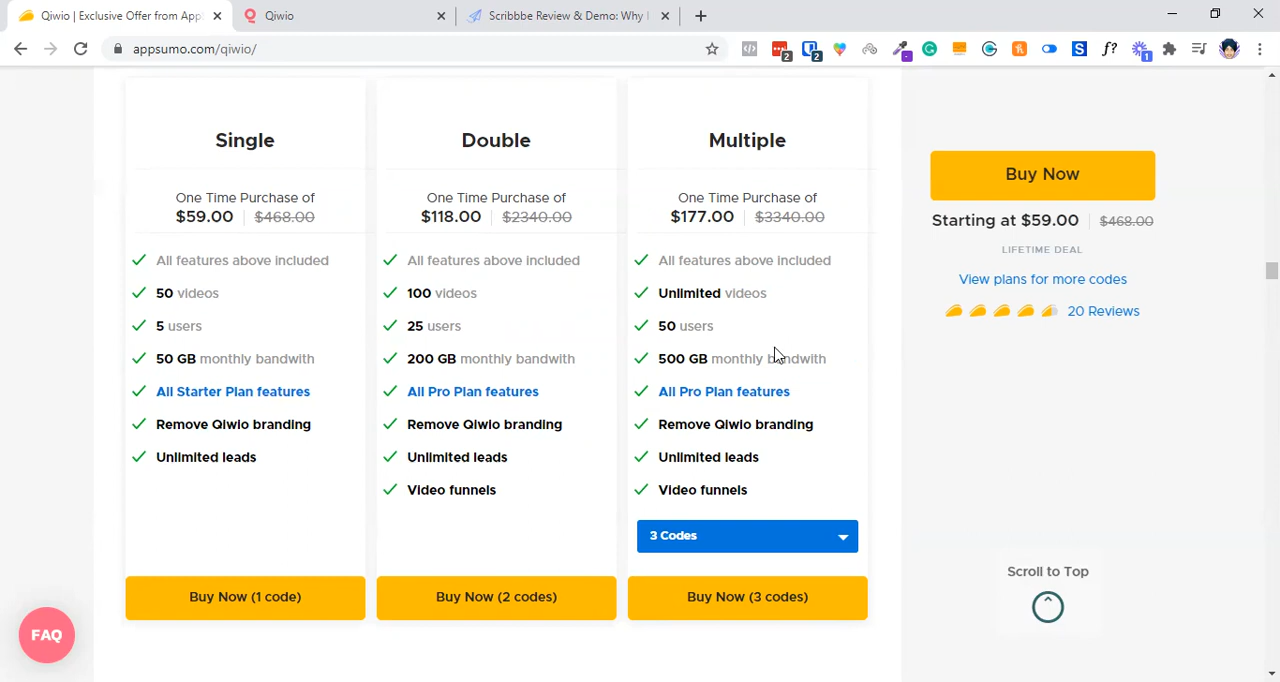 Qiwio | Exclusive Offer from App
Qiwio
Scribbbe Review & Demo: Why I
appsumo.com/qiwio/
2
2
f?
1
Single
One Time Purchase of
$59.00 $468.00
All features above included
50 videos
5 users
50 GB monthly bandwith
All Starter Plan features
Remove Qiwio branding
Unlimited leads
Buy Now (1 code)
Double
One Time Purchase of
$118.00 $2340.00
All features above included
100 videos
25 users
200 GB monthly bandwith
All Pro Plan features
Remove Qiwio branding
Unlimited leads
Video funnels
Buy Now (2 codes)
Multiple
One Time Purchase of
$177.00 $3340.00
All features above included
Unlimited videos
50 users
500 GB monthly bandwith
All Pro Plan features
Remove Qiwio branding
Unlimited leads
Video funnels
3 Codes
Buy Now (3 codes)
Buy Now
Starting at $59.00 $468.00
LIFETIME DEAL
View plans for more codes
20 Reviews
Scroll to Top
FAQ